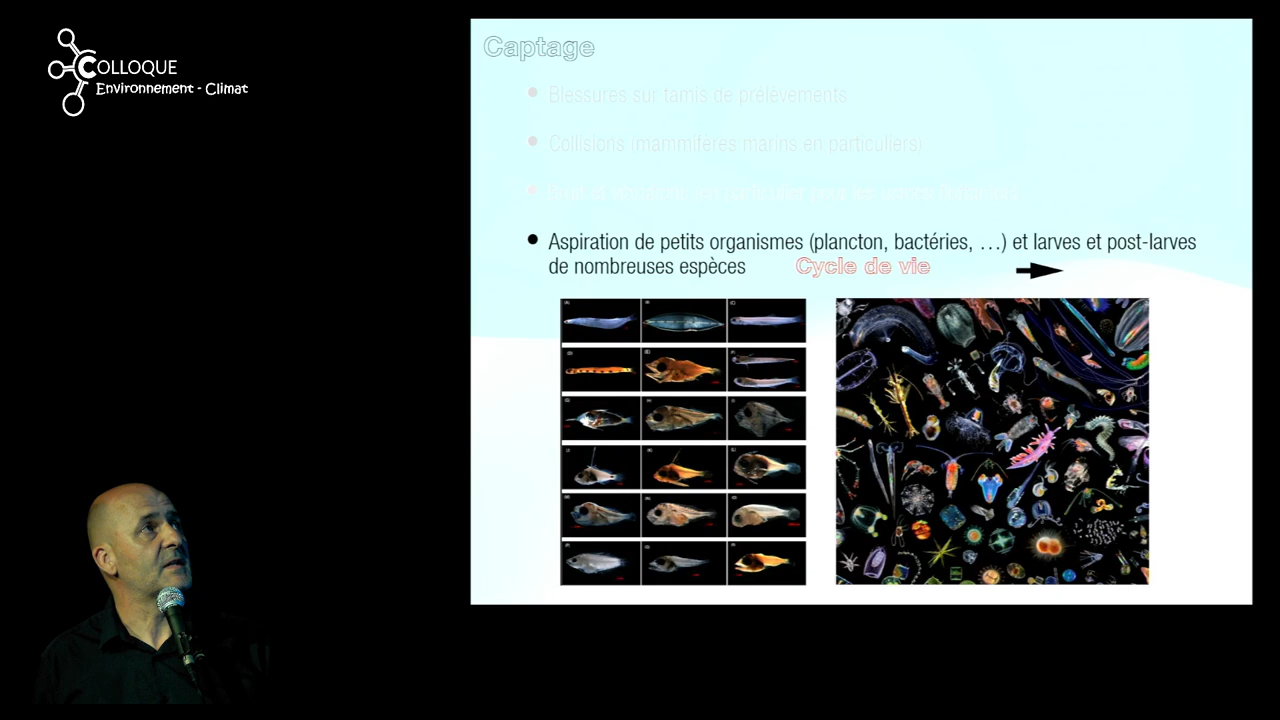 COLLOQUE
Environnement - Climat
Captage
Blessures sur tamis de prélèvements
Collisions (mammifères marins en particuliers)
Aspiration de petits organismes (plancton, bactéries, …) et larves et post-larves
de nombreuses espèces Cycle de vie